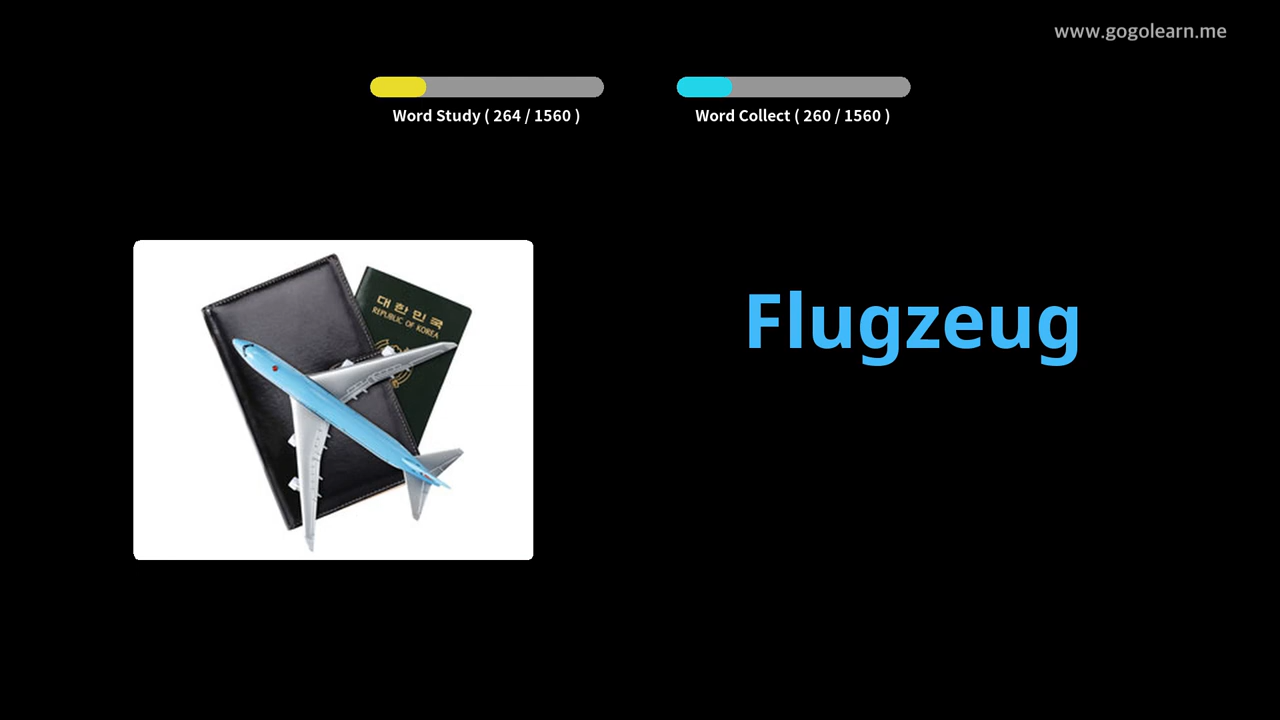 www.gogolearn.me
Word Study ( 264 / 1560 )
Word Collect ( 260 / 1560 )
대한민국
REPUBLIC OF KOREA
Flugzeug